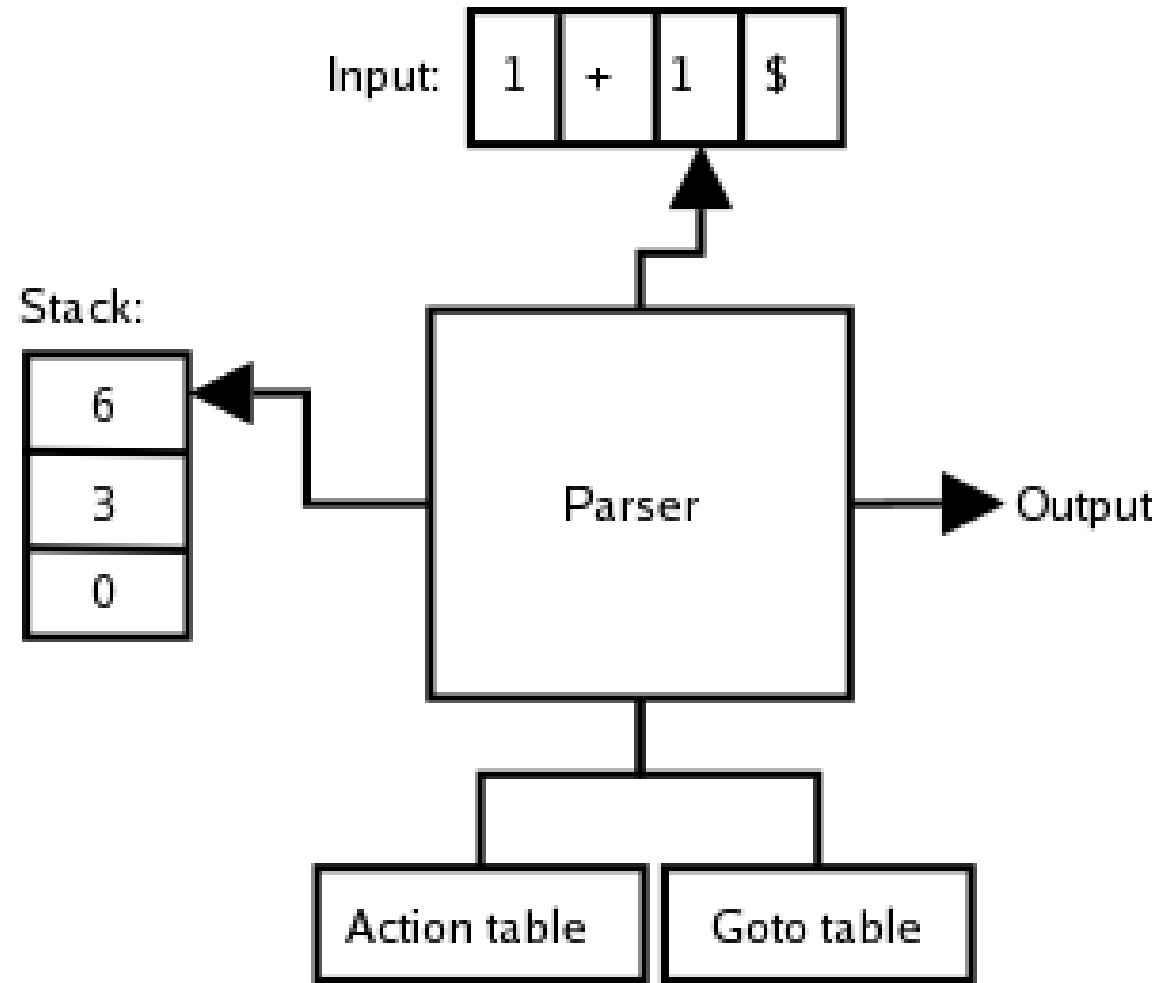 Input: 1 + 1 $
Stack:
6
3
0
Parser
Output
Action table
Goto table